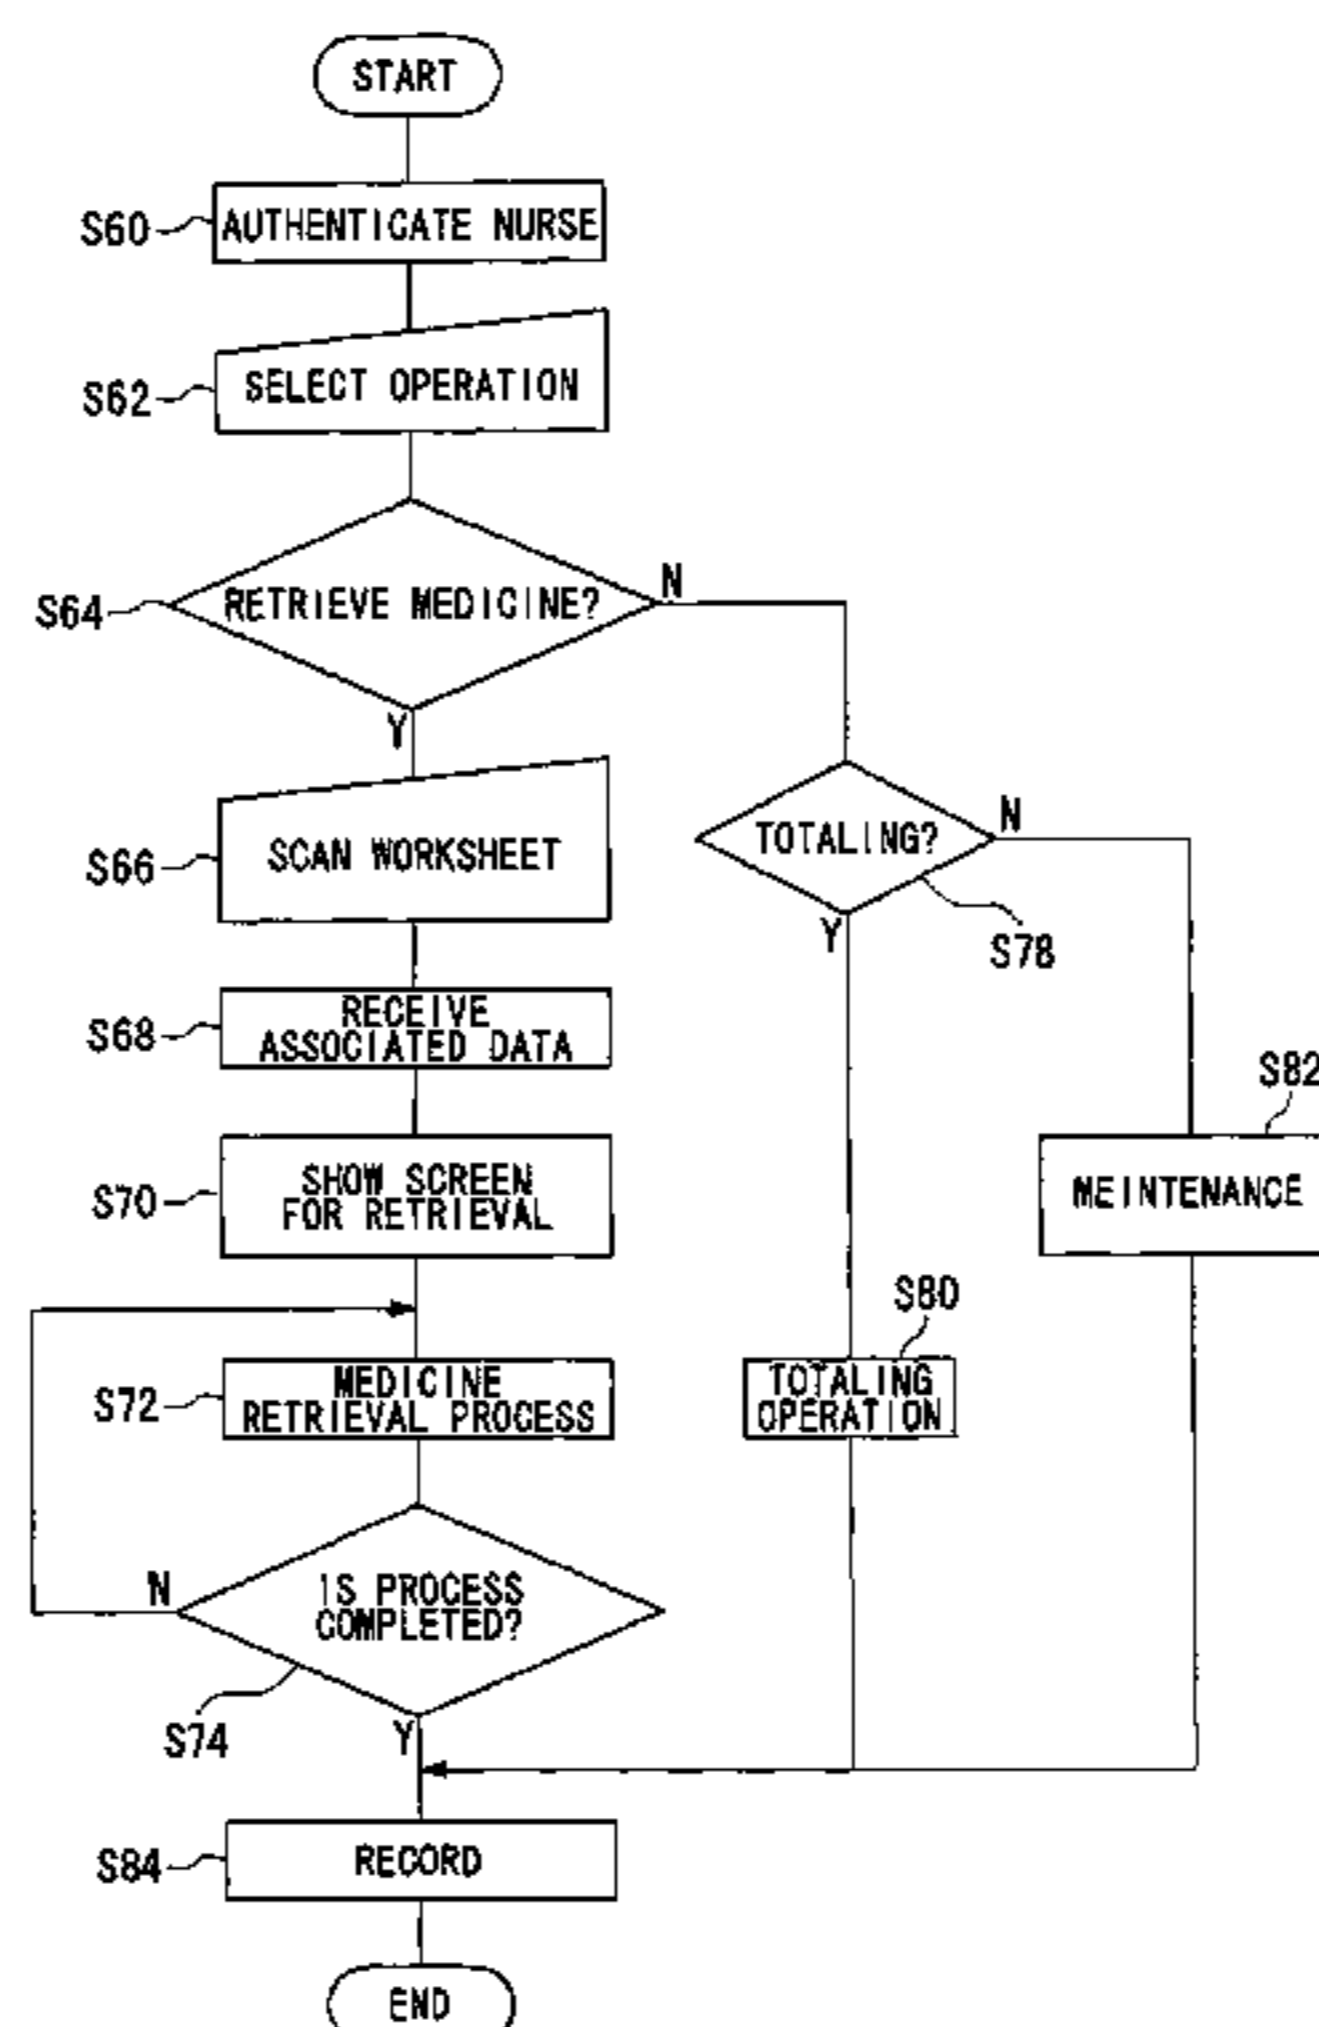 START
S60
AUTHENTICATE NURSE
S62
SELECT OPERATION
S64
RETRIEVE MEDICINE?
N
Y
S66
SCAN WORKSHEET
TOTALING?
N
Y
S78
S68
RECEIVE
ASSOCIATED DATA
S82
S70
SHOW SCREEN
FOR RETRIEVAL
MEINTENANCE
S80
S72
MEDICINE
RETRIEVAL PROCESS
TOTALING
OPERATION
N
IS PROCESS
COMPLETED?
S74
Y
S84
RECORD
END